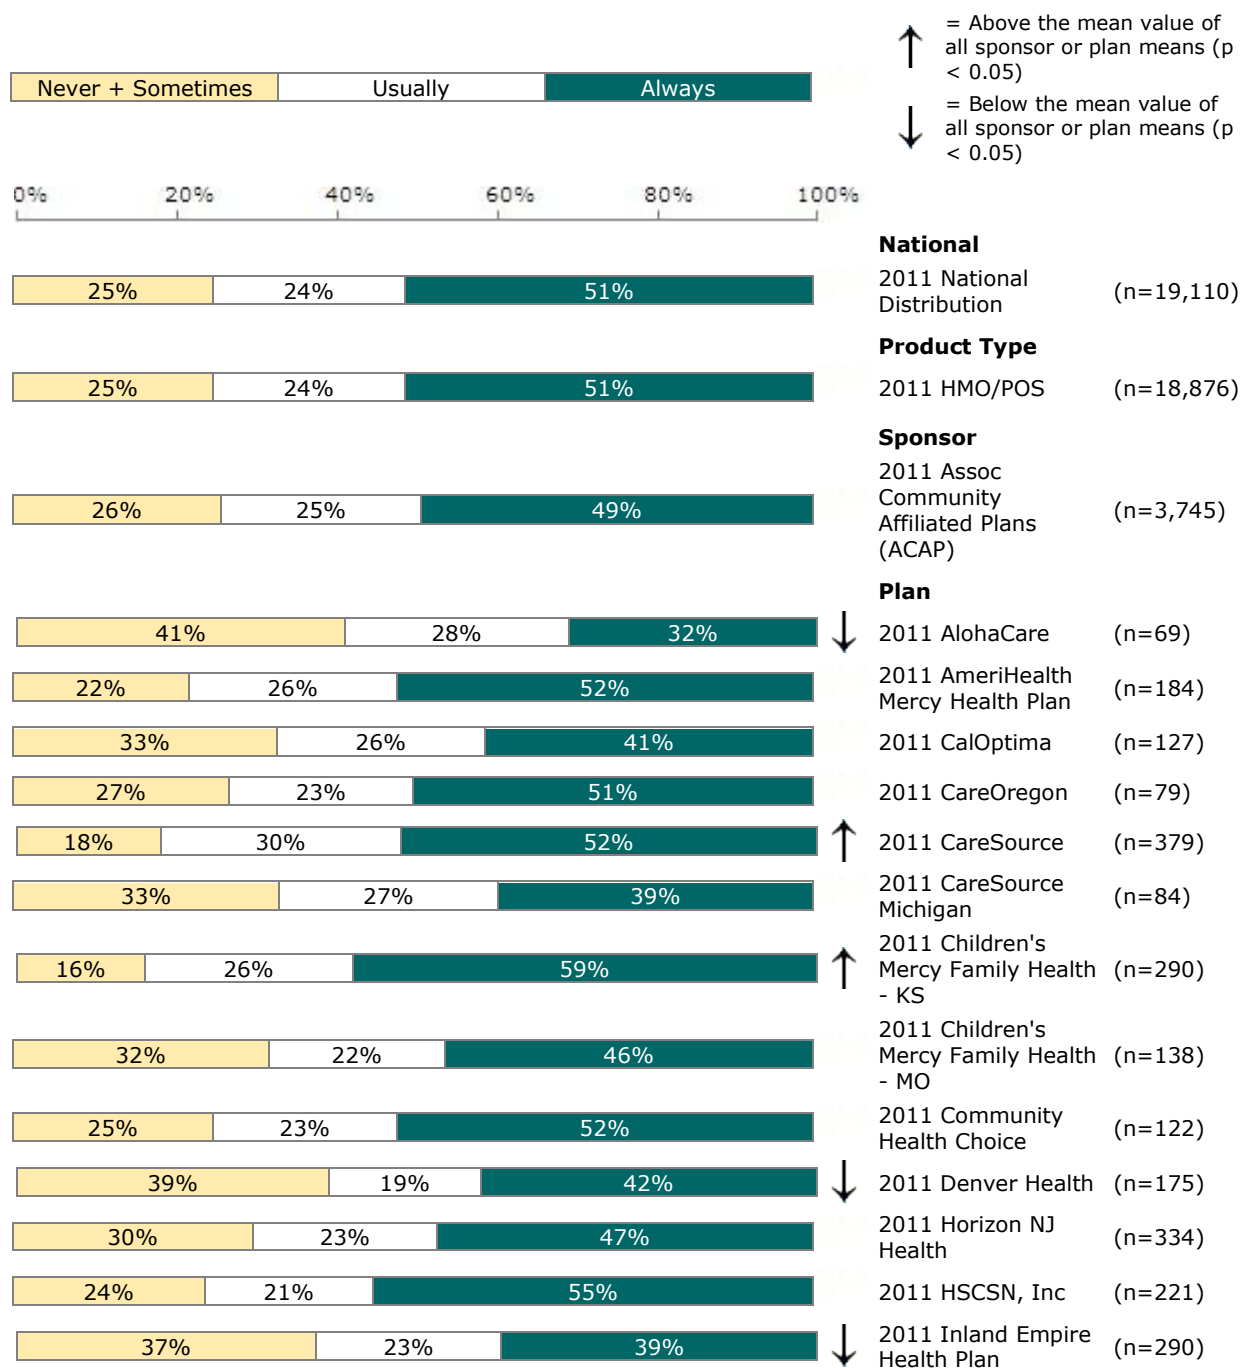 Never + Sometimes Usually Always
↑ = Above the mean value of
all sponsor or plan means (p
< 0.05)
↓ = Below the mean value of
all sponsor or plan means (p
< 0.05)
0% 20% 40% 60% 80% 100%
National
25% 24% 51% 2011 National
Distribution (n=19,110)
Product Type
25% 24% 51% 2011 HMO/POS (n=18,876)
Sponsor
26% 25% 49% 2011 Assoc
Community
Affiliated Plans
(ACAP) (n=3,745)
Plan
41% 28% 32% ↓ 2011 AlohaCare (n=69)
22% 26% 52% 2011 AmeriHealth
Mercy Health Plan (n=184)
33% 26% 41% 2011 CalOptima (n=127)
27% 23% 51% 2011 CareOregon (n=79)
18% 30% 52% ↑ 2011 CareSource (n=379)
33% 27% 39% 2011 CareSource
Michigan (n=84)
16% 26% 59% ↑ 2011 Children's
Mercy Family Health (n=290)
- KS
32% 22% 46% 2011 Children's
Mercy Family Health (n=138)
- MO
25% 23% 52% 2011 Community
Health Choice (n=122)
39% 19% 42% ↓ 2011 Denver Health (n=175)
30% 23% 47% 2011 Horizon NJ
Health (n=334)
24% 21% 55% 2011 HSCSN, Inc (n=221)
37% 23% 39% ↓ 2011 Inland Empire
Health Plan (n=290)